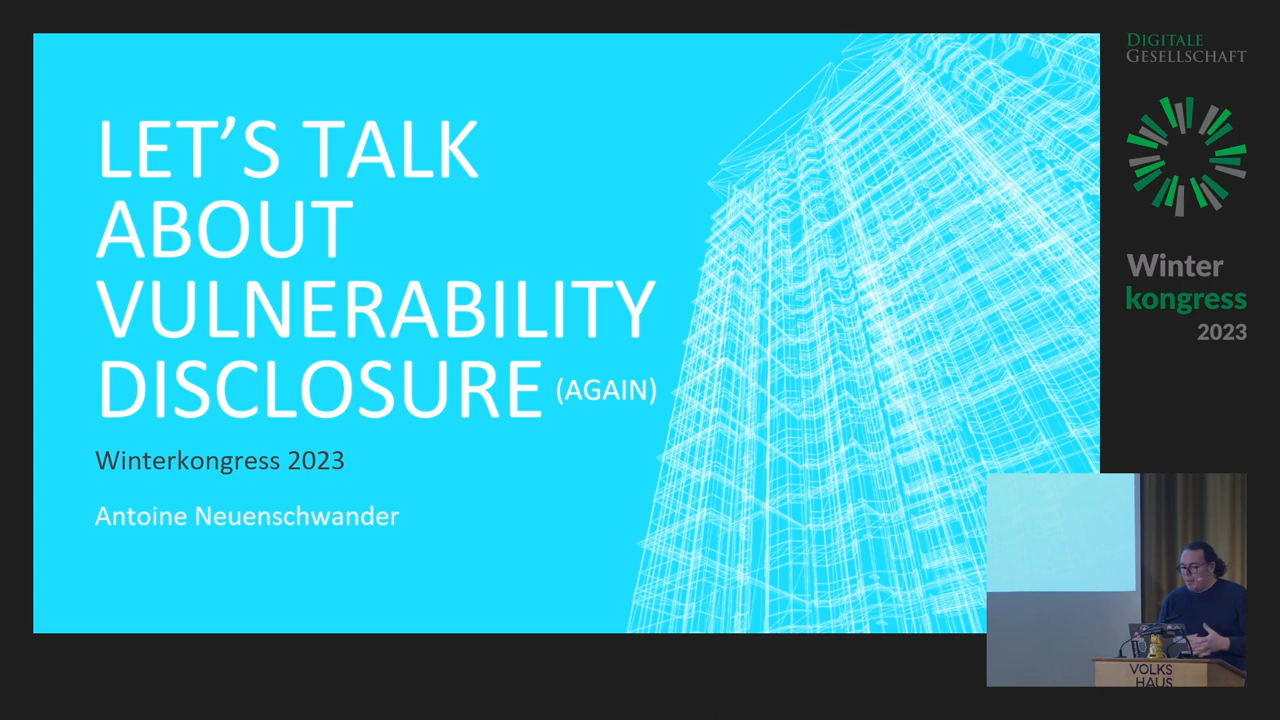 LET’S TALK
ABOUT
VULNERABILITY
DISCLOSURE (AGAIN)
Winterkongress 2023
Antoine Neuenschwander
DIGITALE
GESELLSCHAFT
Winter
kongress
2023
VOLKS
HAUS